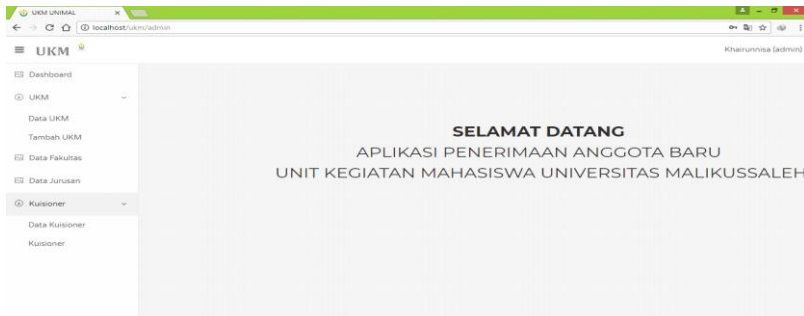 UKM UNIMAL
localhost/ukm/admin
UKM
Khairunnisa (admin)
Dashboard
UKM
Data UKM
Tambah UKM
Data Fakultas
Data Jurusan
Kuisioner
Data Kuisioner
Kuisioner
SELAMAT DATANG
APLIKASI PENERIMAAN ANGGOTA BARU
UNIT KEGIATAN MAHASISWA UNIVERSITAS MALIKUSSALEH